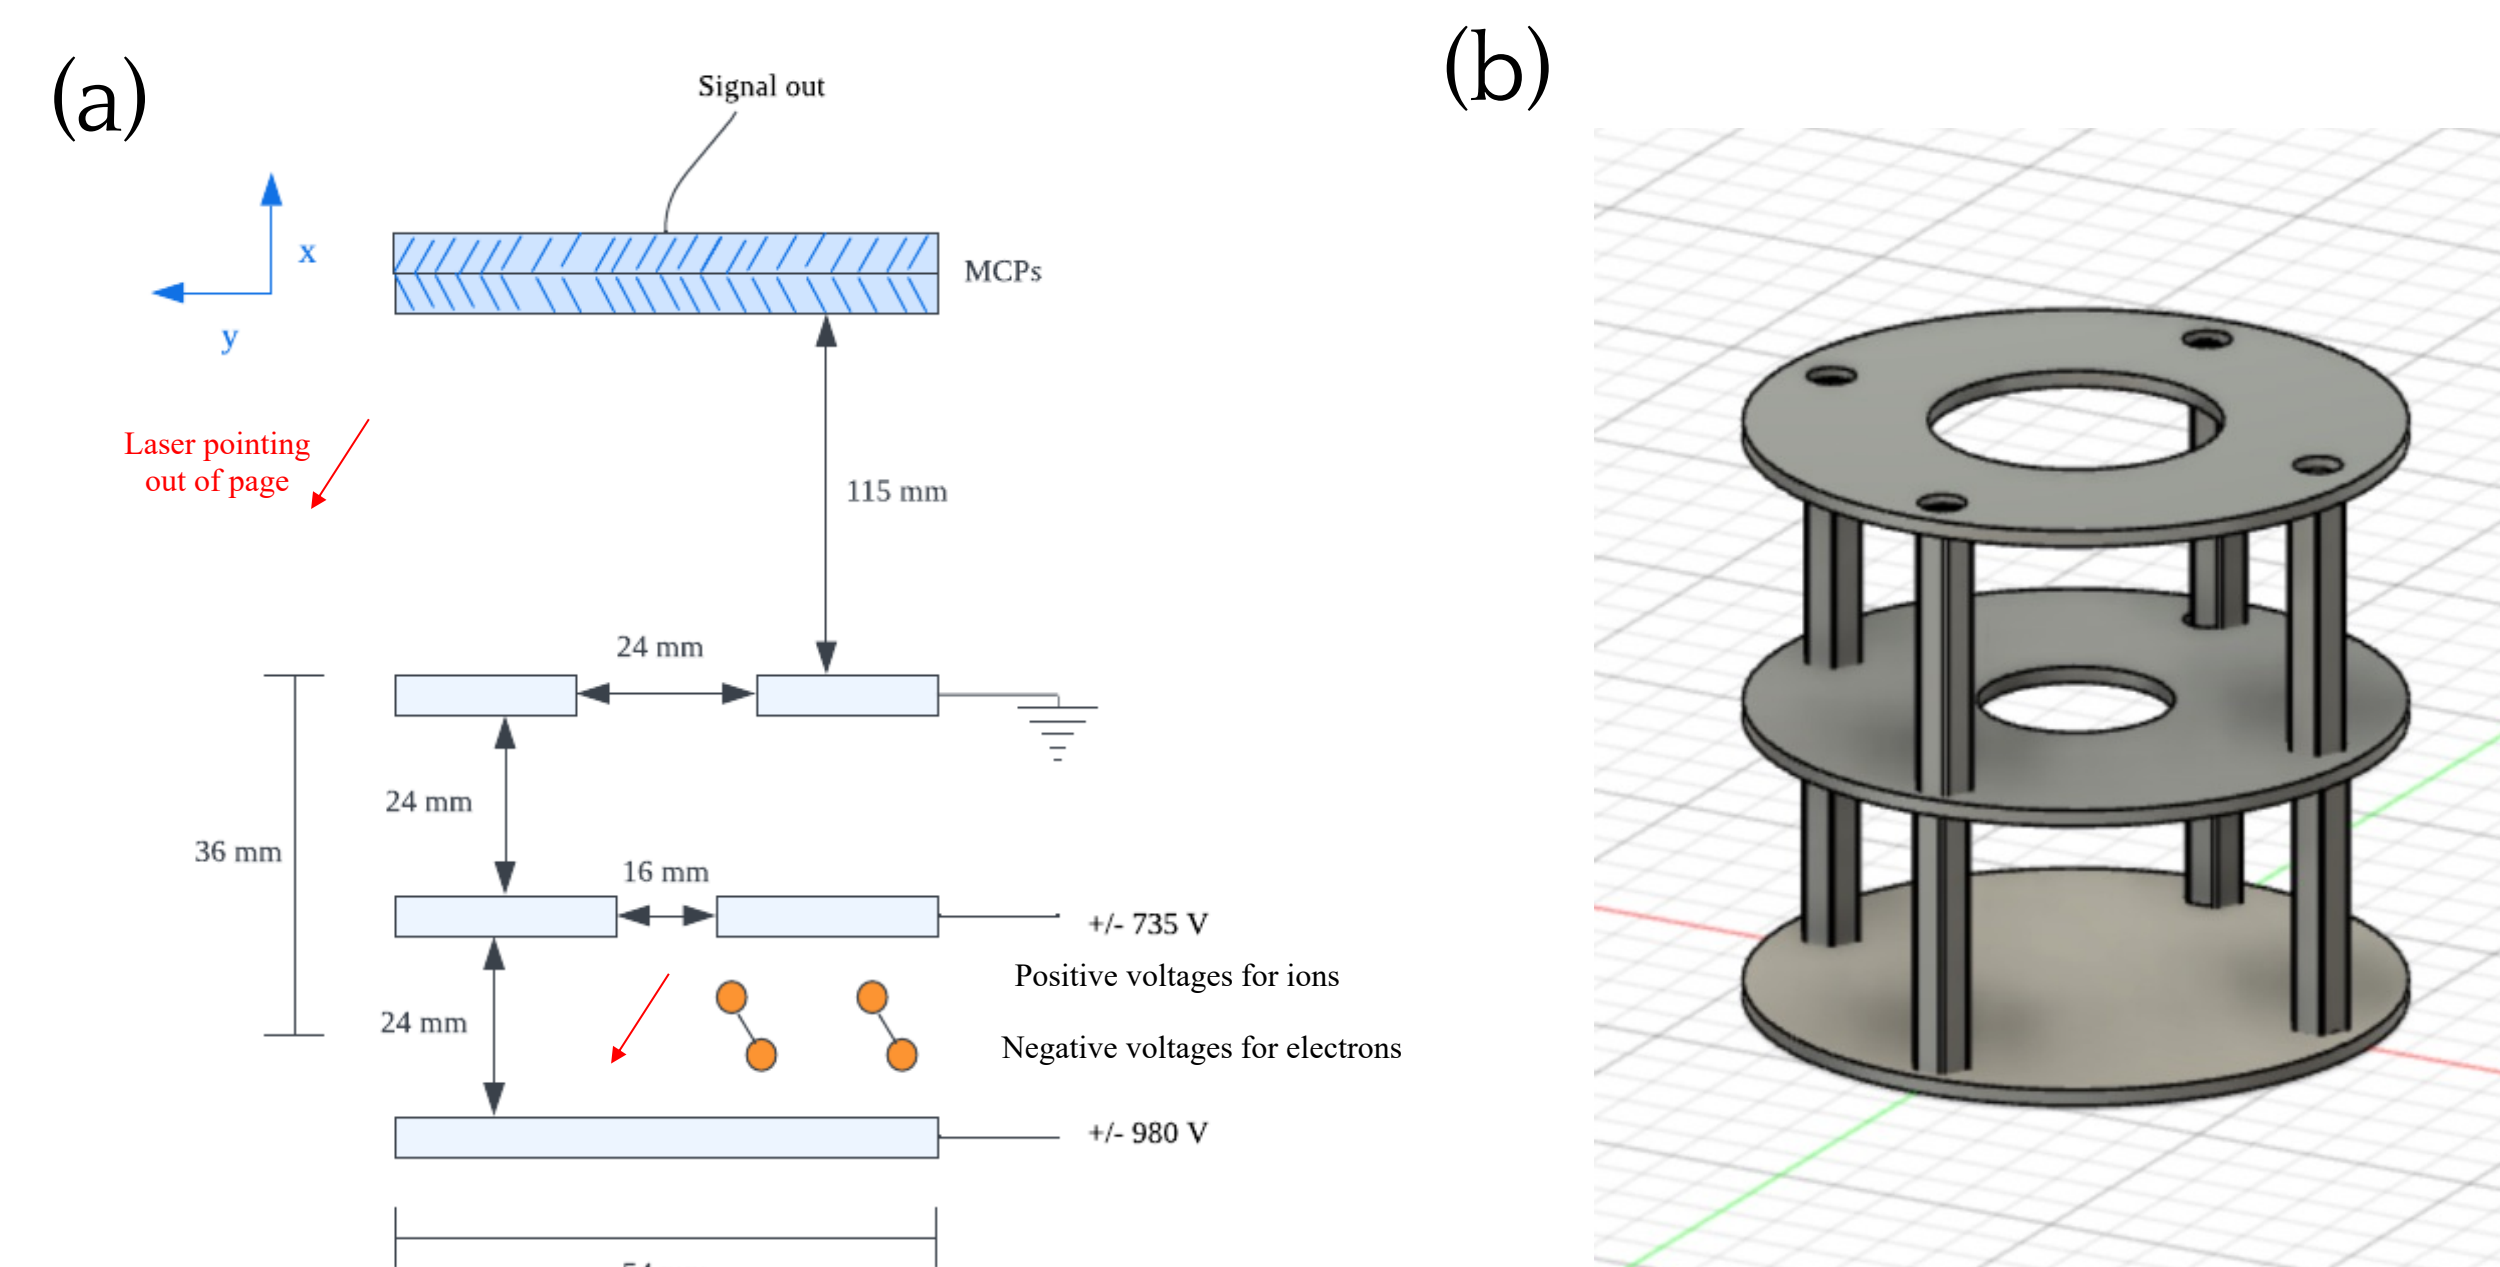 (a)
(b)
Signal out
x
MCPs
y
Laser pointing
out of page
115 mm
24 mm
24 mm
36 mm
16 mm
+/- 735 V
Positive voltages for ions
24 mm
Negative voltages for electrons
+/- 980 V